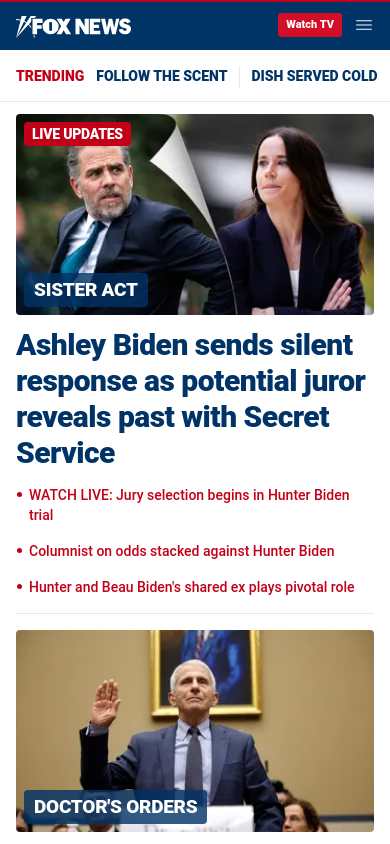 FOX NEWS
Watch TV
TRENDING FOLLOW THE SCENT DISH SERVED COLD
LIVE UPDATES
SISTER ACT
Ashley Biden sends silent
response as potential juror
reveals past with Secret
Service
• WATCH LIVE: Jury selection begins in Hunter Biden
trial
• Columnist on odds stacked against Hunter Biden
• Hunter and Beau Biden's shared ex plays pivotal role
DOCTOR'S ORDERS